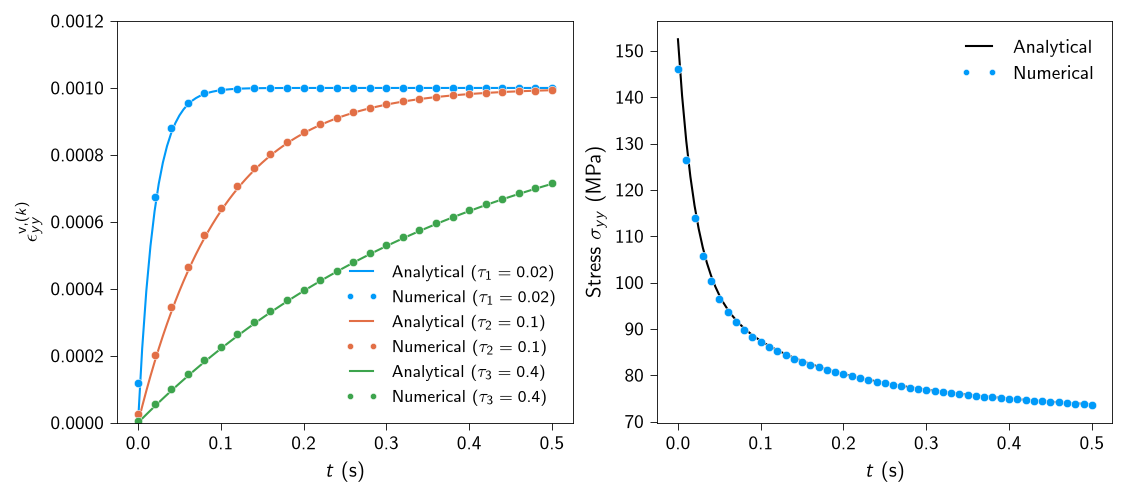 0.0012
0.0010
0.0008
0.0006
0.0004
0.0002
0.0000
ϵ_yy^v,(k)
Analytical (τ₁ = 0.02)
Numerical (τ₁ = 0.02)
Analytical (τ₂ = 0.1)
Numerical (τ₂ = 0.1)
Analytical (τ₃ = 0.4)
Numerical (τ₃ = 0.4)
0.0 0.1 0.2 0.3 0.4 0.5
t (s)
150
140
130
120
110
100
90
80
70
Stress σ_yy (MPa)
Analytical
Numerical
0.0 0.1 0.2 0.3 0.4 0.5
t (s)